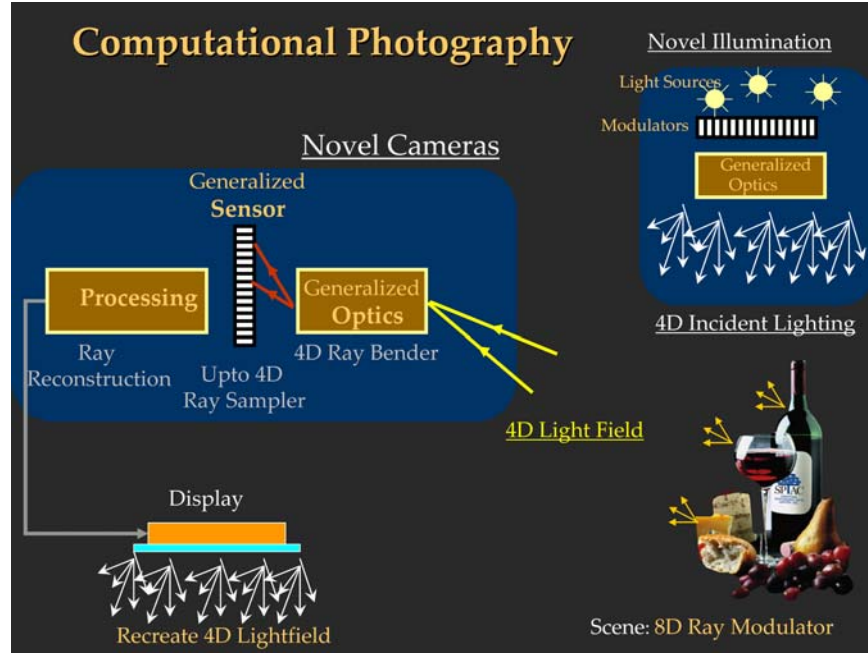 Computational Photography
Novel Illumination
Light Sources
Modulators
Generalized
Optics
4D Incident Lighting
Novel Cameras
Generalized
Sensor
Processing
Generalized
Optics
Ray
Reconstruction
Upto 4D
Ray Sampler
4D Ray Bender
4D Light Field
Display
Recreate 4D Lightfield
Scene: 8D Ray Modulator